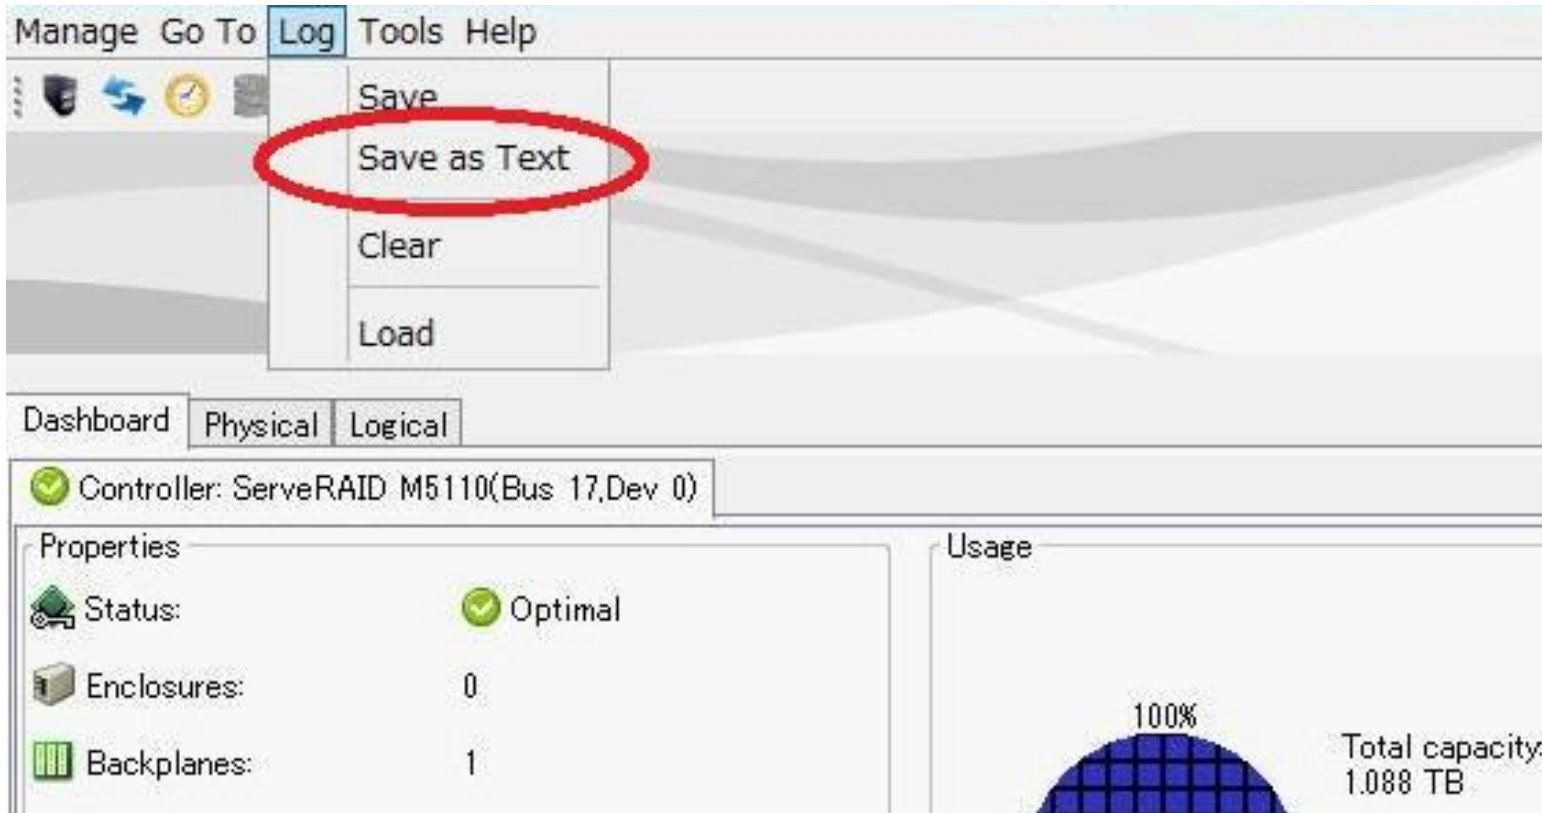 Manage Go To Log Tools Help
Save
Save as Text
Clear
Load
Dashboard Physical Logical
Controller: ServeRAID M5110(Bus 17,Dev 0)
Properties
Status: Optimal
Enclosures: 0
Backplanes: 1
Usage
100%
Total capacity:
1.088 TB